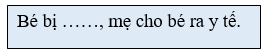 Bé bị ……, mẹ cho bé ra y tế.